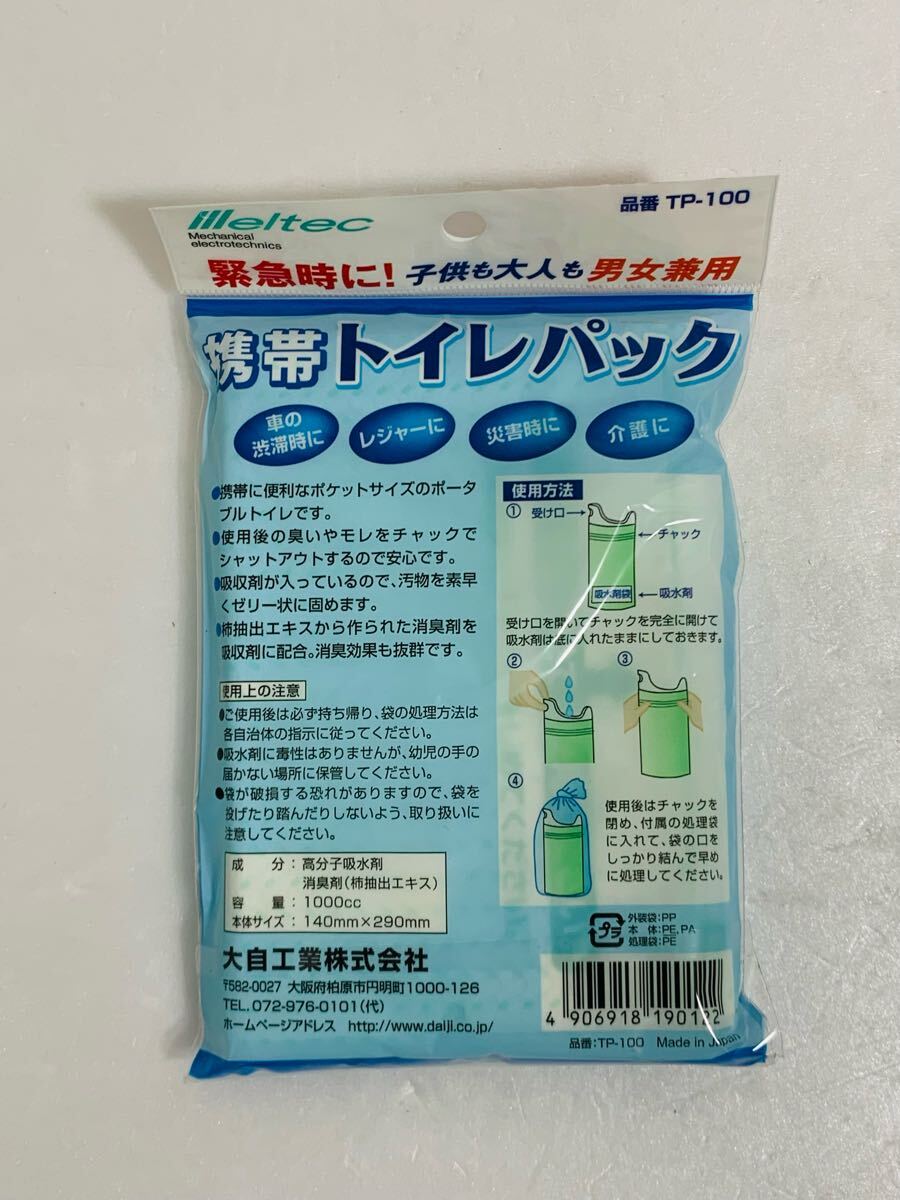 Meltec
Mechanical
electrotechnics
品番 TP-100
緊急時に! 子供も大人も 男女兼用
携帯トイレパック
車の
渋滞時に
レジャーに
災害時に
介護に
●携帯に便利なポケットサイズのポータ
ブルトイレです。
●使用後の臭いやモレをチャックで
シャットアウトするので安心です。
●吸収剤が入っているので、汚物を素早
くゼリー状に固めます。
●柿抽出エキスから作られた消臭剤を
吸収剤に配合。消臭効果も抜群です。
使用上の注意
●ご使用後は必ず持ち帰り、袋の処理方法は
各自治体の指示に従ってください。
●吸水剤に毒性はありませんが、幼児の手の
届かない場所に保管してください。
●袋が破損する恐れがありますので、袋を
投げたり踏んだりしないよう、取り扱いに
注意してください。
成 分:高分子吸水剤
消臭剤(柿抽出エキス)
容 量:1000cc
本体サイズ:140mm×290mm
大自工業株式会社
〒582-0027 大阪府柏原市円明町1000-126
TEL.072-976-0101(代)
ホームページアドレス http://www.daiji.co.jp/
使用方法
① 受け口
チャック
吸水剤袋
吸水剤
受け口を開いてチャックを完全に開けて
吸水剤は底に入れたままにしておきます。
②
③
④
使用後はチャックを
閉め、付属の処理袋
に入れて、袋の口を
しっかり結んで早め
に処理してください。
プラ
外装袋:PP
本 体:PE,PA
処理袋:PE
4 906918 190122
品番:TP-100 Made in Japan